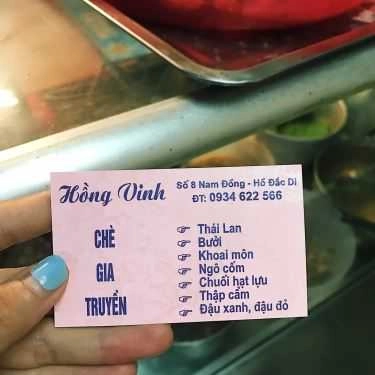 Hồng Vinh
Số 8 Nam Đồng - Hồ Đắc Di
ĐT: 0934 622 566
CHÈ
GIA
TRUYỀN
Thái Lan
Bưởi
Khoai môn
Ngô cốm
Chuối hạt lựu
Thập cẩm
Đậu xanh, đậu đỏ